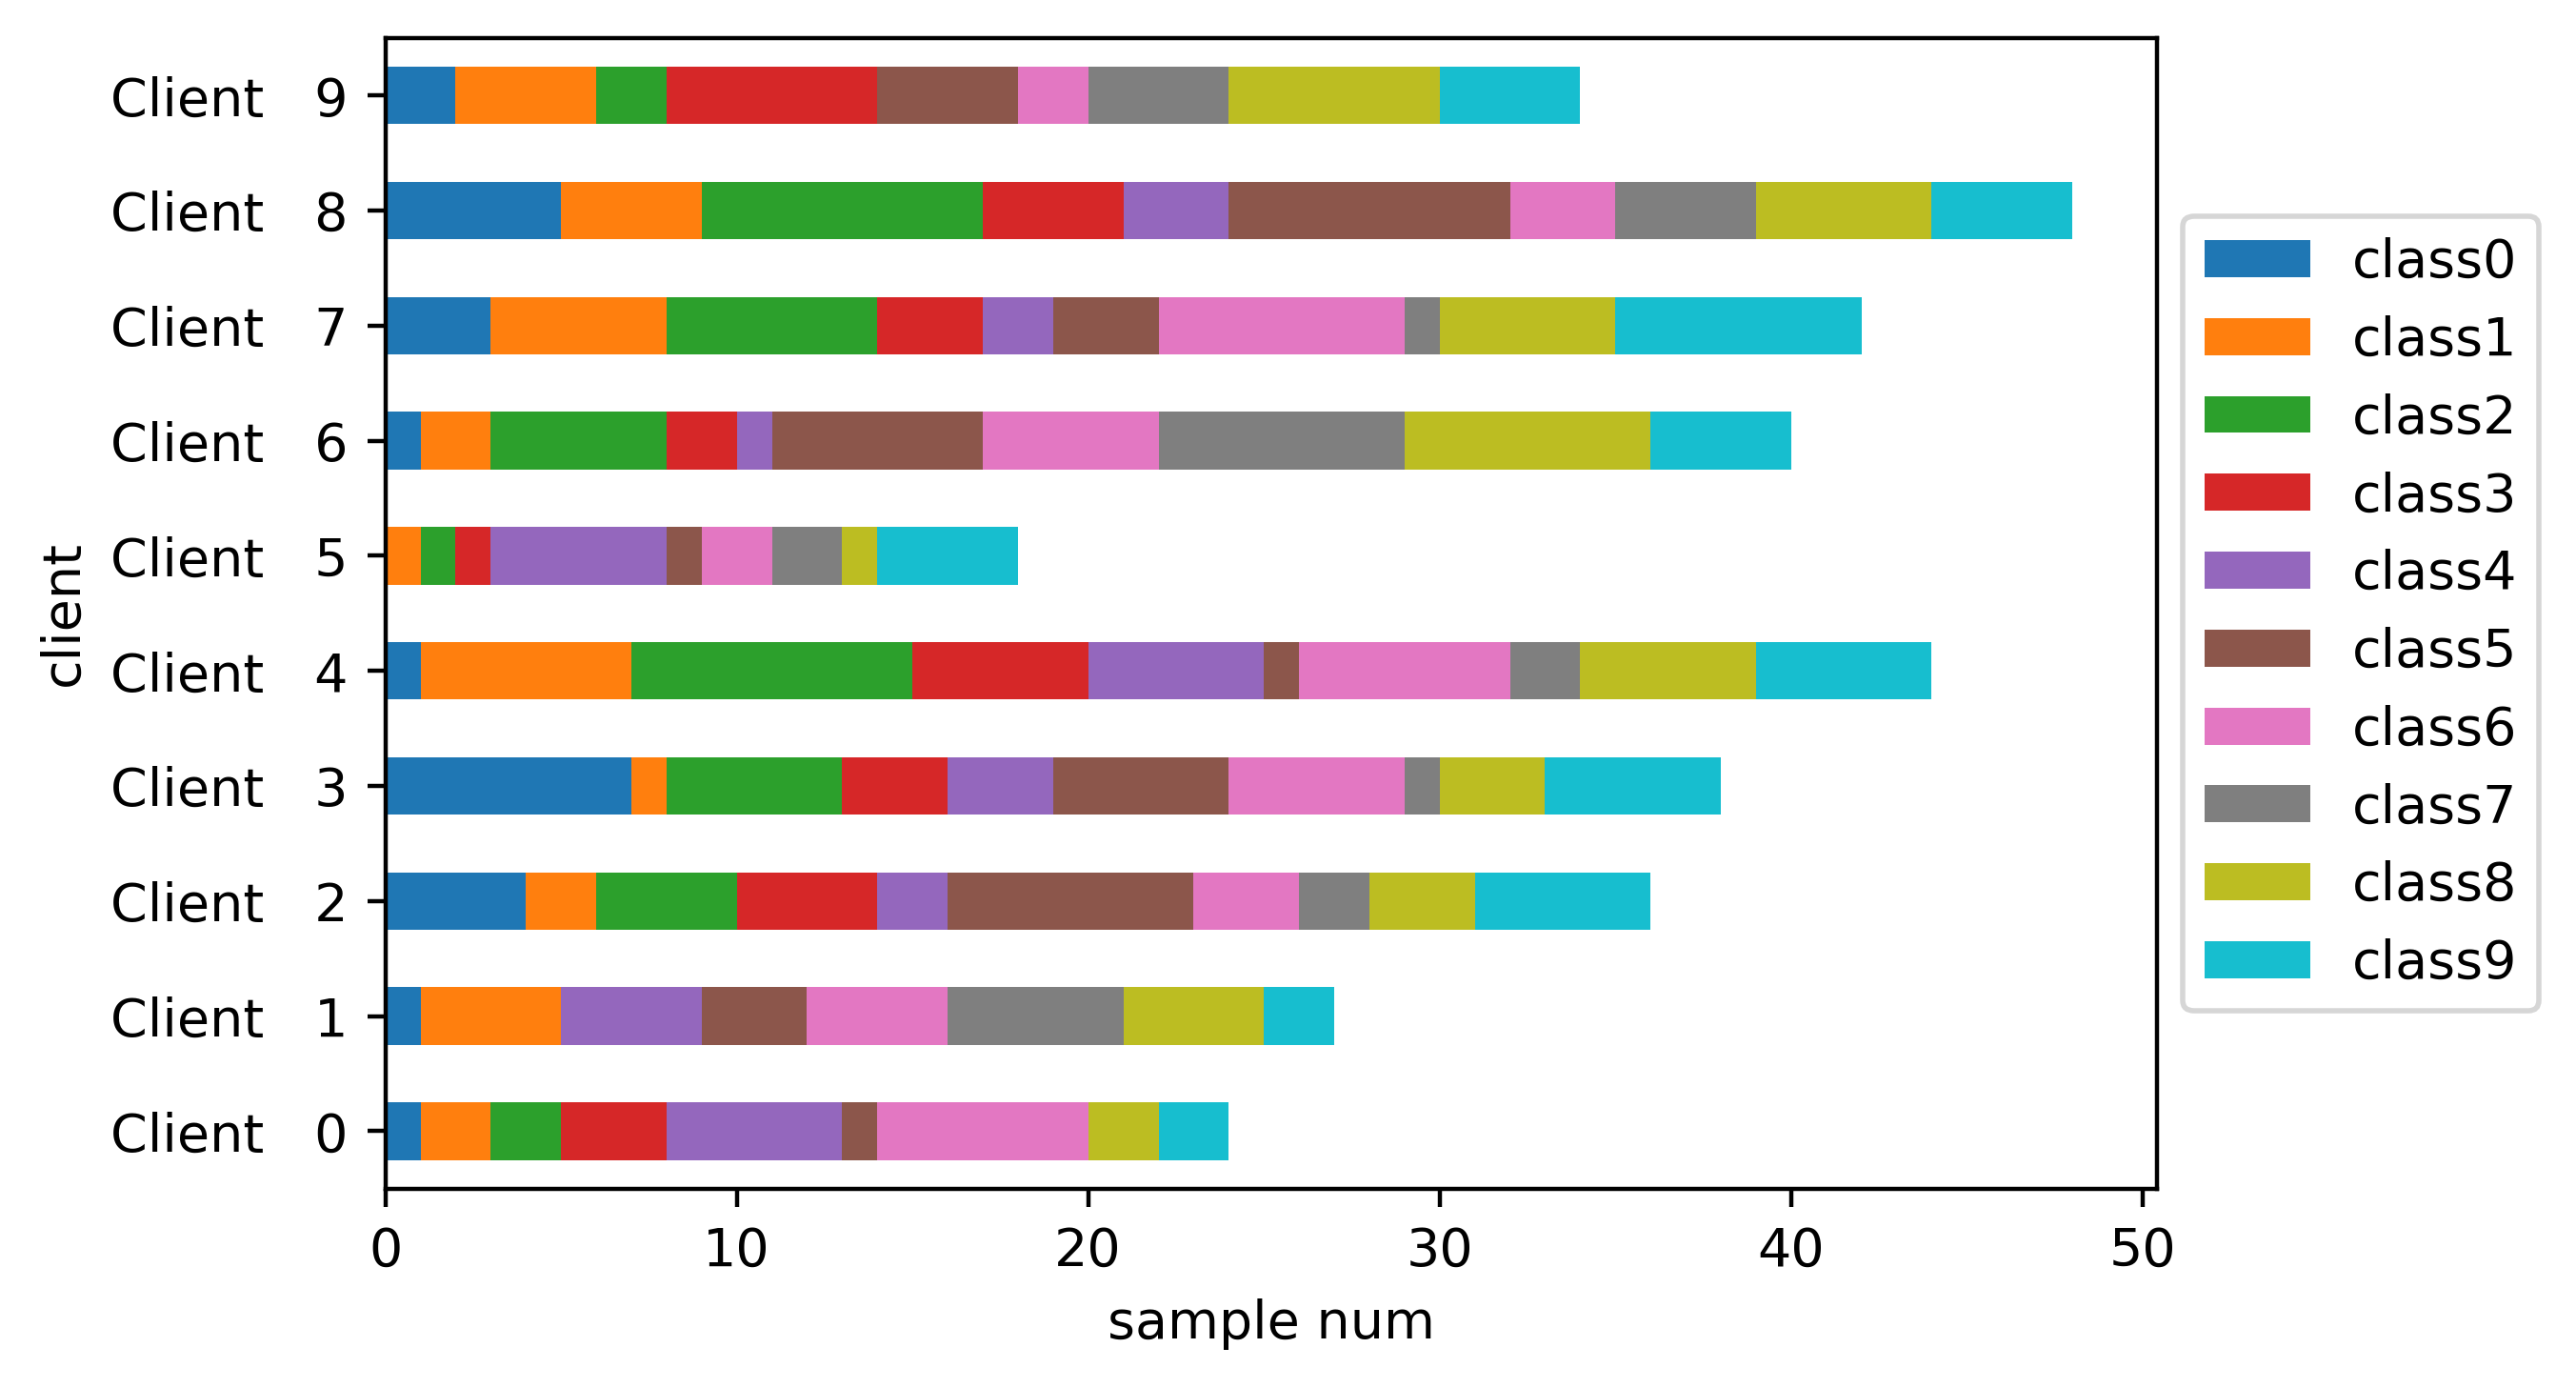 Client 9
Client 8
Client 7
Client 6
Client 5
Client 4
Client 3
Client 2
Client 1
Client 0
client
0 10 20 30 40 50
sample num
class0
class1
class2
class3
class4
class5
class6
class7
class8
class9